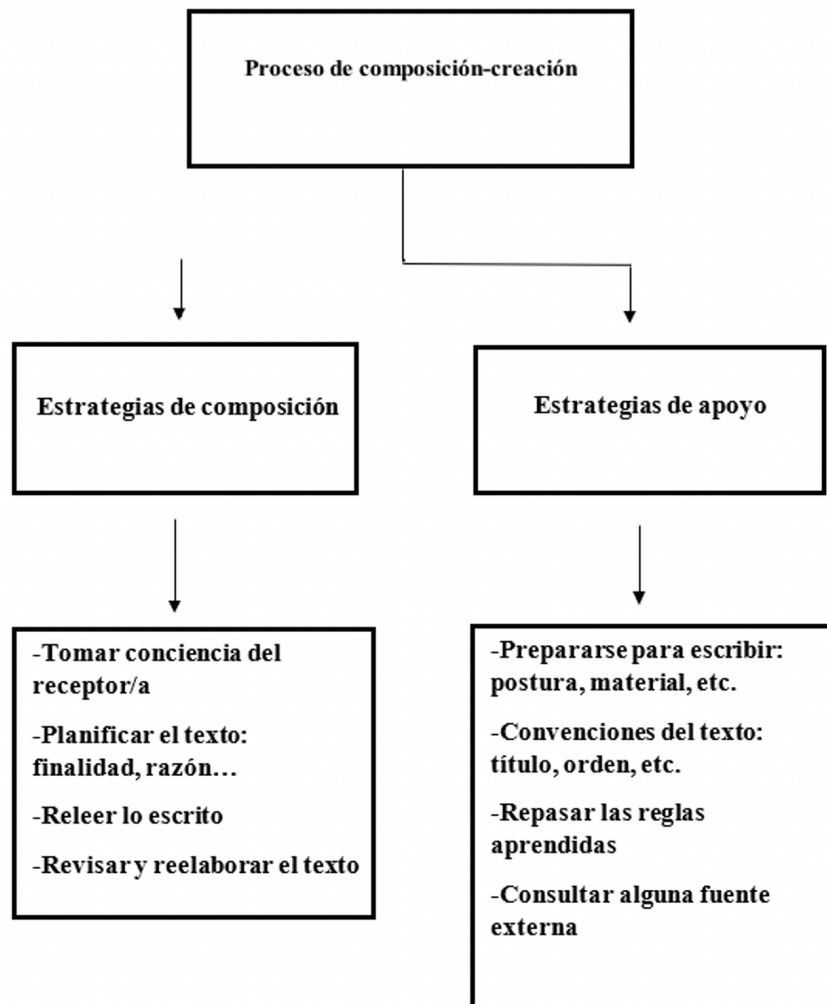 Proceso de composición-creación
Estrategias de composición
Estrategias de apoyo
-Tomar conciencia del
receptor/a
-Planificar el texto:
finalidad, razón…
-Releer lo escrito
-Revisar y reelaborar el texto
-Prepararse para escribir:
postura, material, etc.
-Convenciones del texto:
título, orden, etc.
-Repasar las reglas
aprendidas
-Consultar alguna fuente
externa